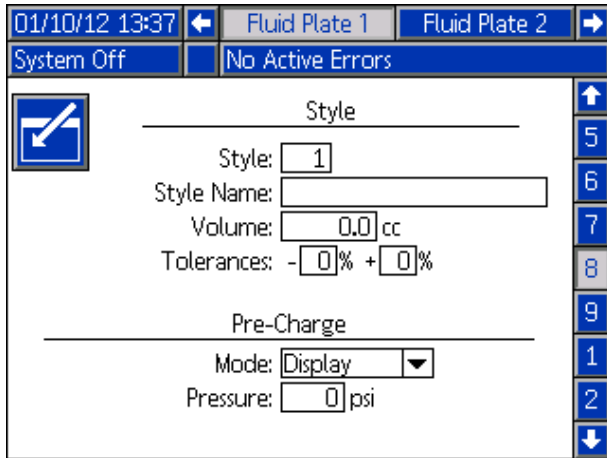 01/10/12 13:37 Fluid Plate 1 Fluid Plate 2
System Off No Active Errors
Style
5
Style: 1
6
Style Name:
7
Volume: 0.0 cc
Tolerances: - 0 % + 0 %
8
9
Pre-Charge
Mode: Display
1
Pressure: 0 psi
2